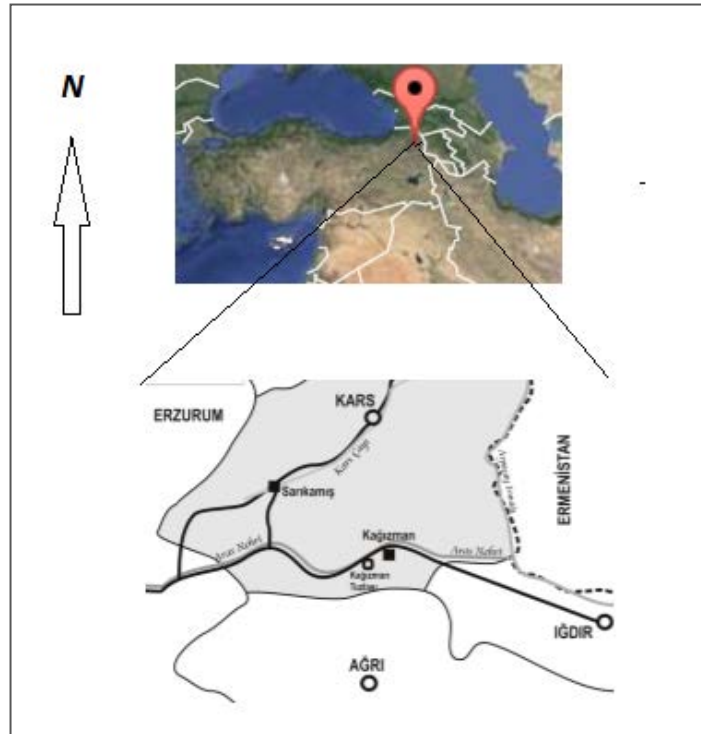 N
KARS
ERZURUM
Kars Çayı
ERMENİSTAN
Sarıkamış
Kağızman
Aras Nehri
Aras Nehri
Kağızman
Tuzlası
IĞDIR
AĞRI